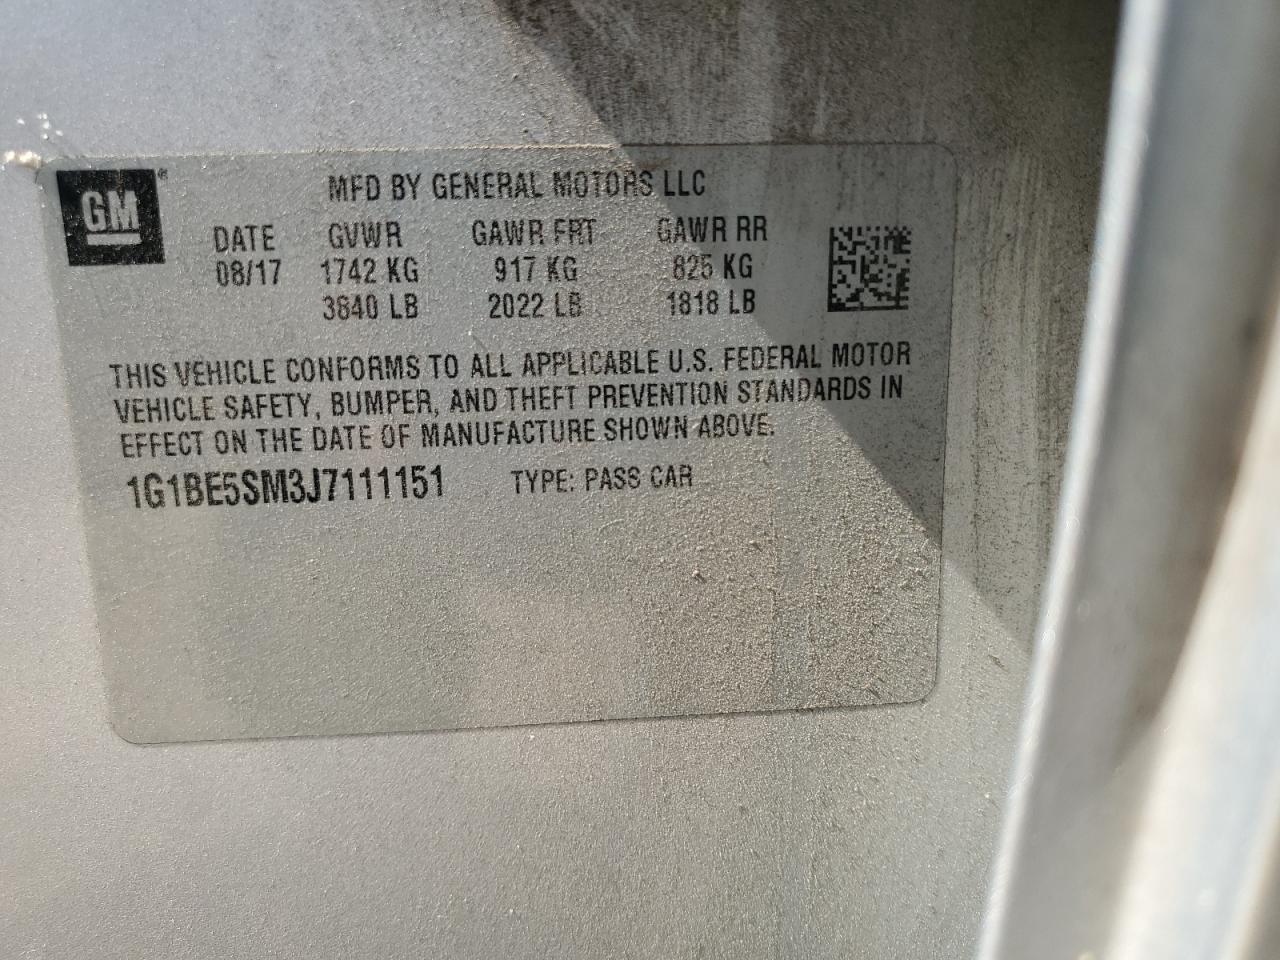 GM®
MFD BY GENERAL MOTORS LLC
DATE GVWR GAWR FRT GAWR RR
08/17 1742 KG 917 KG 825 KG
3840 LB 2022 LB 1818 LB
THIS VEHICLE CONFORMS TO ALL APPLICABLE U.S. FEDERAL MOTOR
VEHICLE SAFETY, BUMPER, AND THEFT PREVENTION STANDARDS IN
EFFECT ON THE DATE OF MANUFACTURE SHOWN ABOVE.
1G1BE5SM3J7111151 TYPE: PASS CAR